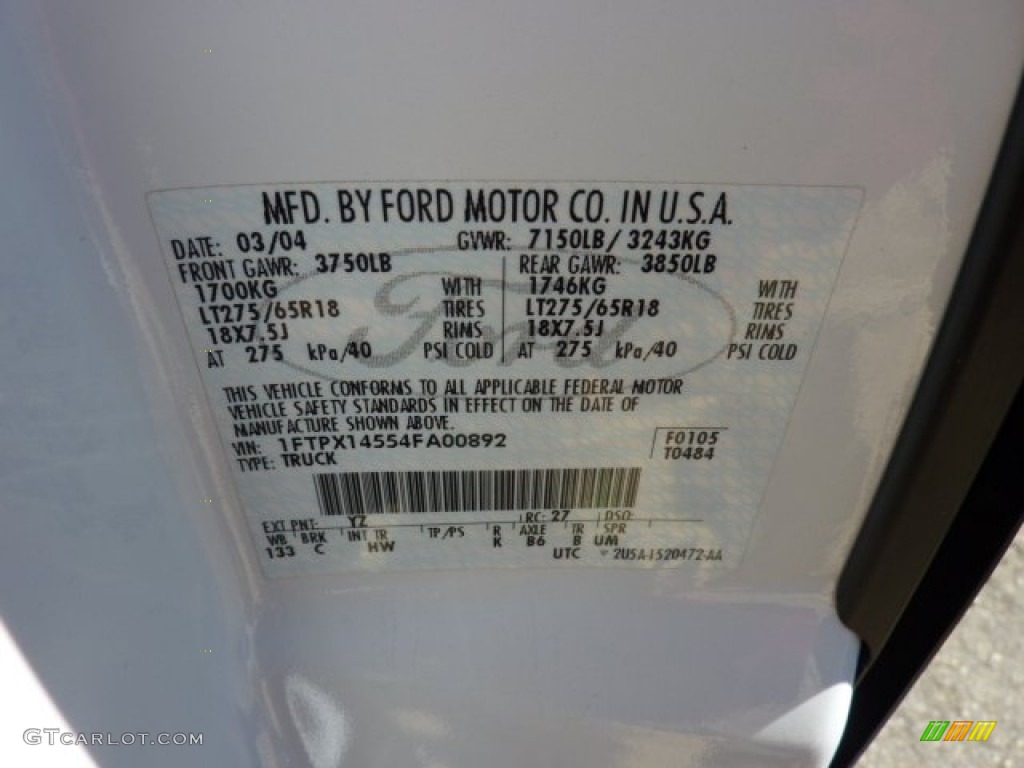 MFD. BY FORD MOTOR CO. IN U.S.A.
DATE: 03/04 GVWR: 7150LB/ 3243KG
FRONT GAWR: 3750LB REAR GAWR: 3850LB
1700KG WITH 1746KG WITH
LT275/65R18 TIRES LT275/65R18 TIRES
18X7.5J RIMS 18X7.5J RIMS
AT 275 kPa/40 PSI COLD AT 275 kPa/40 PSI COLD
Ford
THIS VEHICLE CONFORMS TO ALL APPLICABLE FEDERAL MOTOR
VEHICLE SAFETY STANDARDS IN EFFECT ON THE DATE OF
MANUFACTURE SHOWN ABOVE.
VIN: 1FTPX14554FA00892 F0105
TYPE: TRUCK T0484
EXT PNT: YZ RC: 27 DSO:
WB BRK INT TR TP/PS R AXLE TR SPR
133 C HW K B6 B UM
UTC 2U5A-1520472-AA
GTCARLOT.COM